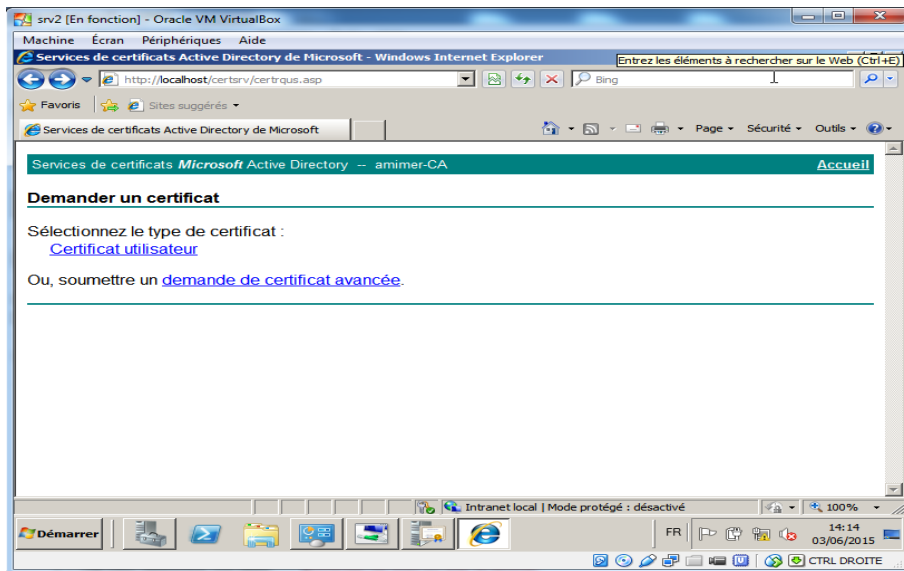 srv2 [En fonction] - Oracle VM VirtualBox
Machine Écran Périphériques Aide
Services de certificats Active Directory de Microsoft - Windows Internet Explorer
Entrez les éléments à rechercher sur le Web (Ctrl+E)
http://localhost/certsrv/certrqus.asp
Bing
Favoris Sites suggérés
Services de certificats Active Directory de Microsoft
Page Sécurité Outils
Services de certificats Microsoft Active Directory -- amimer-CA
Accueil
Demander un certificat
Sélectionnez le type de certificat :
Certificat utilisateur
Ou, soumettre un demande de certificat avancée.
Intranet local | Mode protégé : désactivé
100%
Démarrer
FR
14:14
03/06/2015
CTRL DROITE